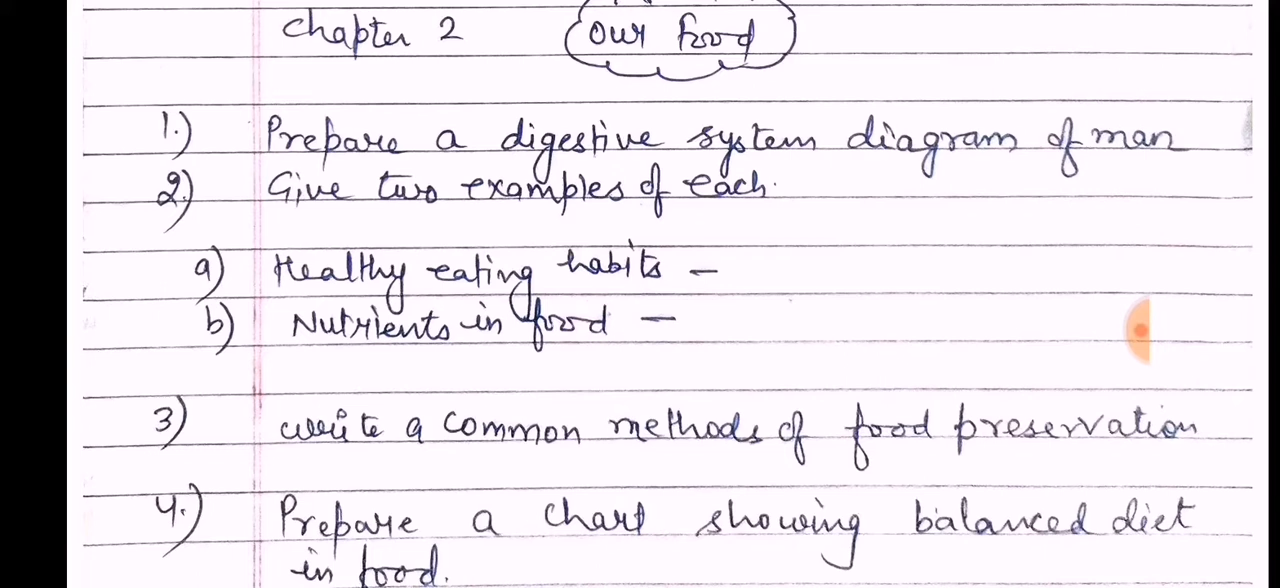 Chapter 2 Our Food
1.) Prepare a digestive system diagram of man
2.) Give two examples of each.
a) Healthy eating habits –
b) Nutrients in food –
3) write a common methods of food preservation
4.) Prepare a chart showing balanced diet
in food.